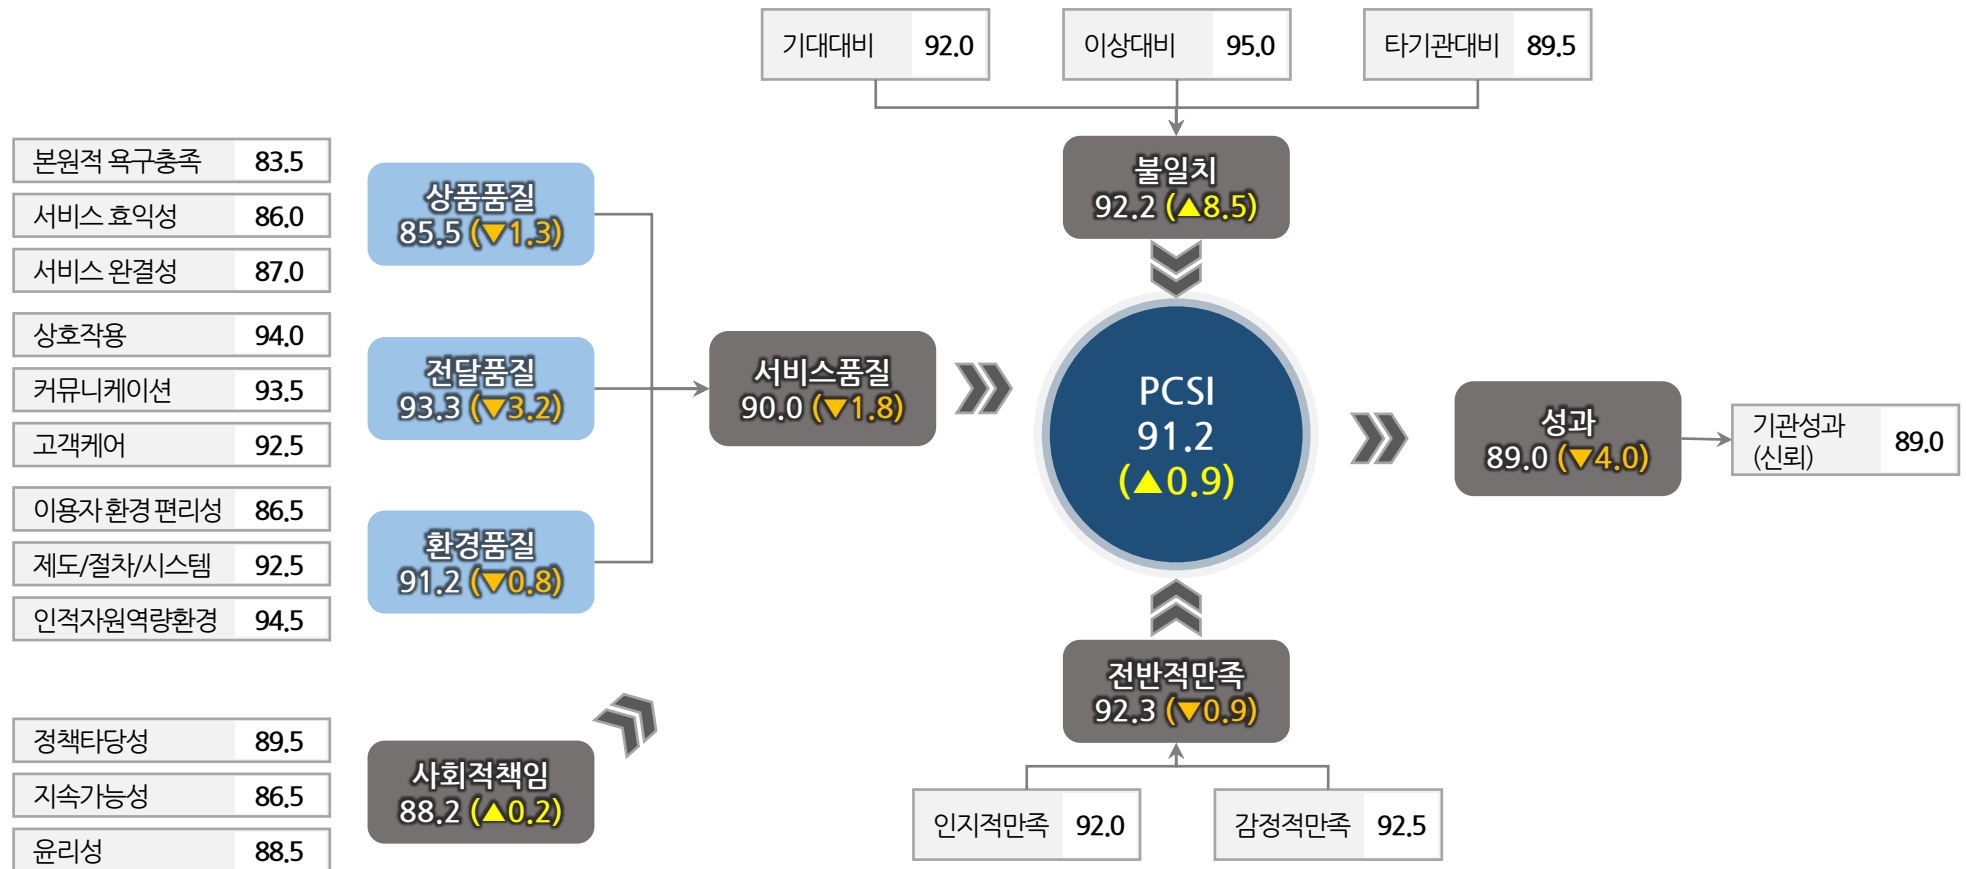 기대대비 92.0
이상대비 95.0
타기관대비 89.5
불일치
92.2 (▲8.5)
본원적 욕구충족 83.5
서비스 효익성 86.0
서비스 완결성 87.0
상품품질
85.5 (▼1.3)
상호작용 94.0
커뮤니케이션 93.5
고객케어 92.5
전달품질
93.3 (▼3.2)
이용자 환경 편리성 86.5
제도/절차/시스템 92.5
인적자원역량환경 94.5
환경품질
91.2 (▼0.8)
서비스품질
90.0 (▼1.8)
PCSI
91.2
(▲0.9)
성과
89.0 (▼4.0)
기관성과
(신뢰) 89.0
정책타당성 89.5
지속가능성 86.5
윤리성 88.5
사회적책임
88.2 (▲0.2)
전반적만족
92.3 (▼0.9)
인지적만족 92.0
감정적만족 92.5